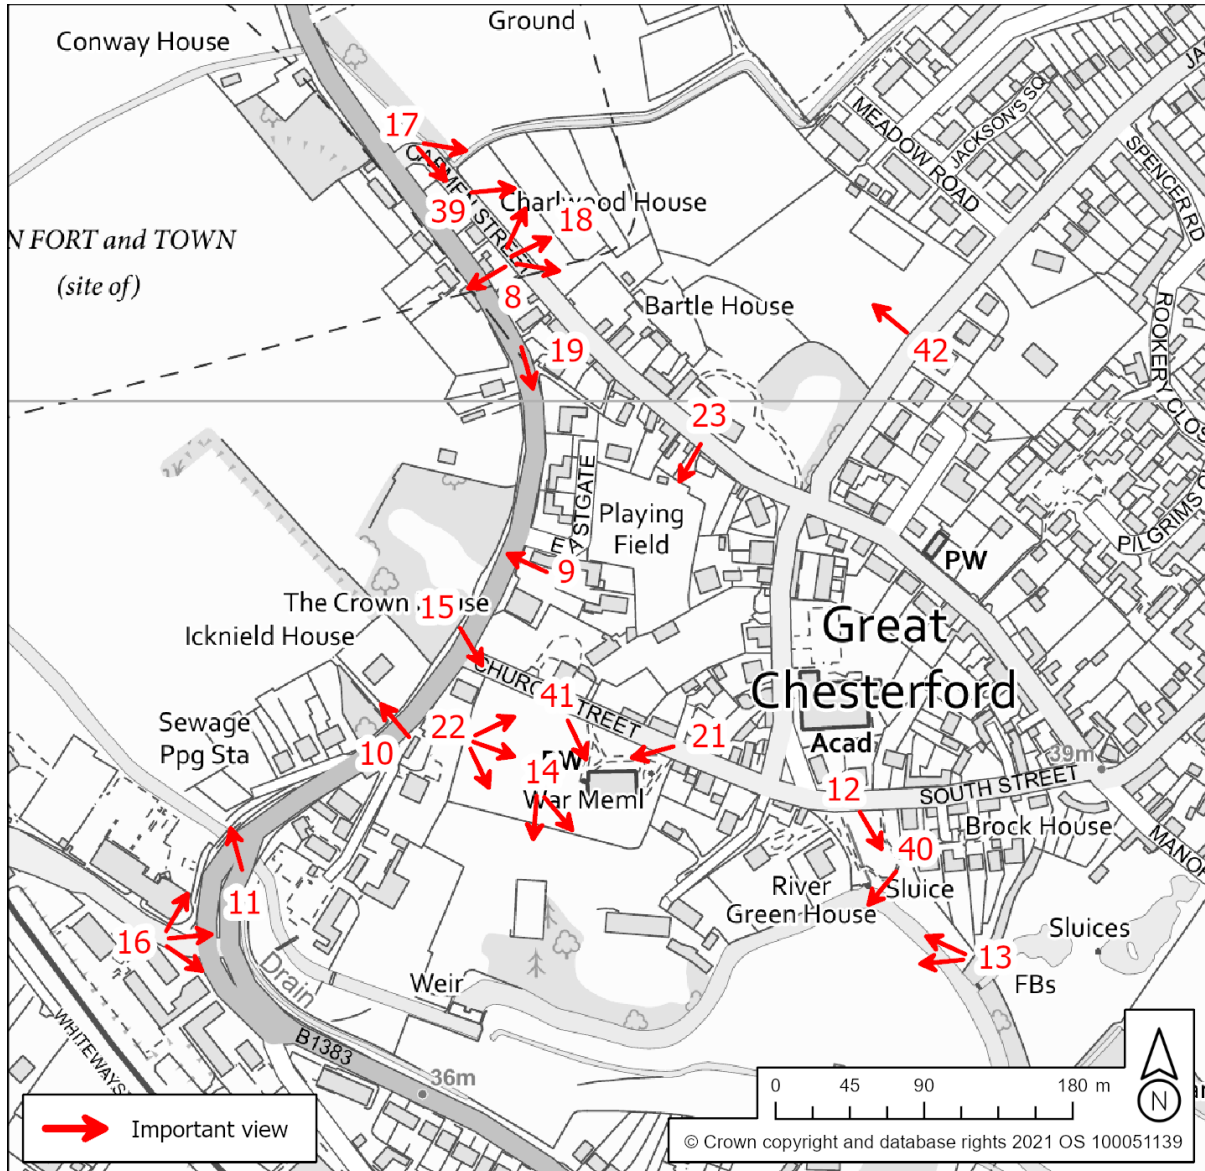 Ground
Conway House
JACKSON'S SQ
MEADOW ROAD
SPENCER RD
17
CARMEN STREET
39
Charlwood House
18
N FORT and TOWN
(site of)
8
Bartle House
19
42
ROOKERY CLOS
23
EASTGATE
Playing
Field
PILGRIMS C
PW
9
The Crown House
15
Icknield House
Great
Chesterford
CHURCH STREET
41
Sewage
Ppg Sta
22
21
10
PW
14
War Meml
Acad
39m
12
SOUTH STREET
Brock House
MANOR
40
River
Green House
Sluice
11
16
Sluices
13
FBs
Drain
Weir
WHITEWAYS
B1383
36m
0 45 90 180 m
N
Important view
© Crown copyright and database rights 2021 OS 100051139